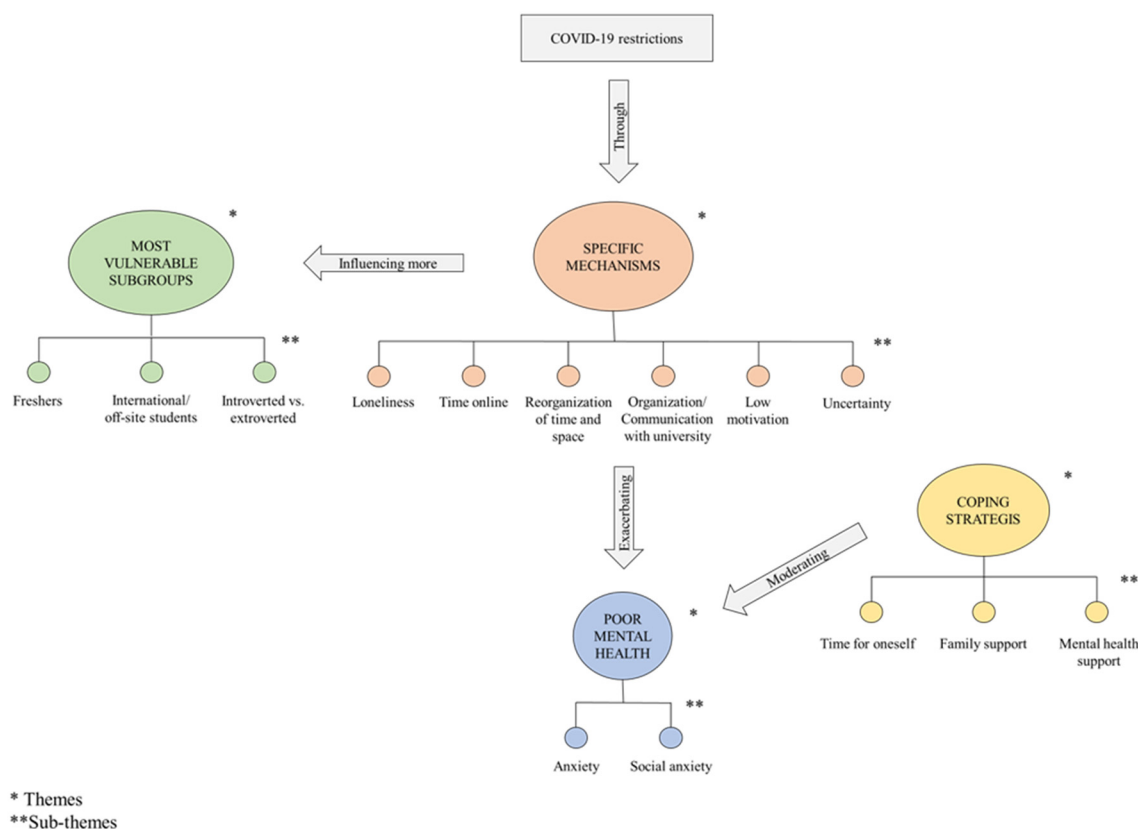 COVID-19 restrictions
Through
*
MOST
VULNERABLE
SUBGROUPS
Influencing more
*
SPECIFIC
MECHANISMS
**
Freshers
International/
off-site students
Introverted vs.
extroverted
**
Loneliness
Time online
Reorganization
of time and
space
Organization/
Communication
with university
Low
motivation
Uncertainty
Exacerbating
*
COPING
STRATEGIS
Moderating
**
Time for oneself
Family support
Mental health
support
*
POOR
MENTAL
HEALTH
**
Anxiety
Social anxiety
* Themes
**Sub-themes